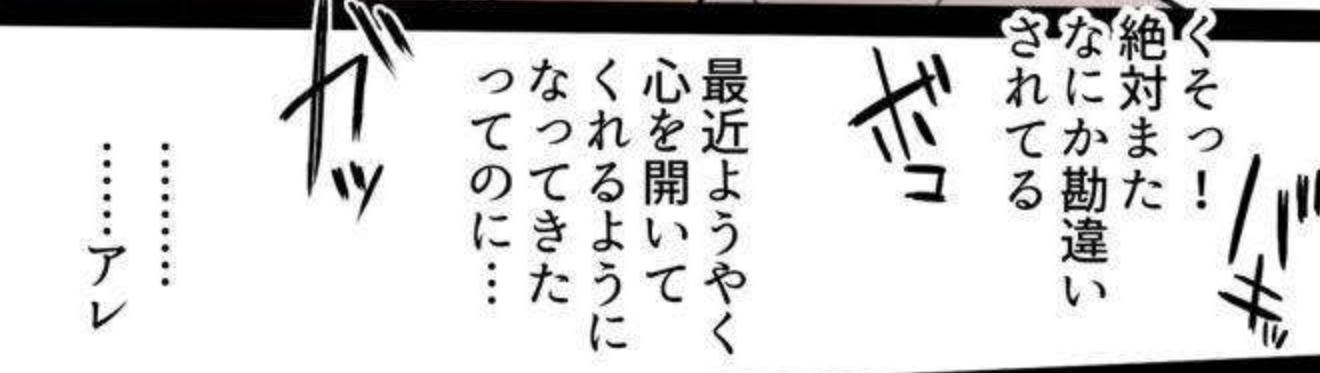 くそっ！
絶対また
なにか勘違い
されてる
最近ようやく
心を開いて
くれるように
なってきた
ってのに…
………
………アレ